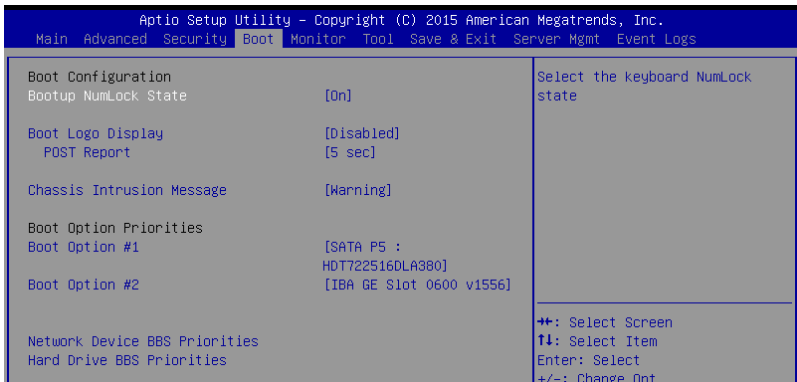 Aptio Setup Utility – Copyright (C) 2015 American Megatrends, Inc.
Main Advanced Security Boot Monitor Tool Save & Exit Server Mgmt Event Logs
Boot Configuration
Bootup NumLock State [On]
Boot Logo Display [Disabled]
POST Report [5 sec]
Chassis Intrusion Message [Warning]
Boot Option Priorities
Boot Option #1 [SATA P5 :
HDT722516DLA380]
Boot Option #2 [IBA GE Slot 0600 v1556]
Network Device BBS Priorities
Hard Drive BBS Priorities
Select the keyboard NumLock
state
→←: Select Screen
↑↓: Select Item
Enter: Select
+/-: Change Opt.